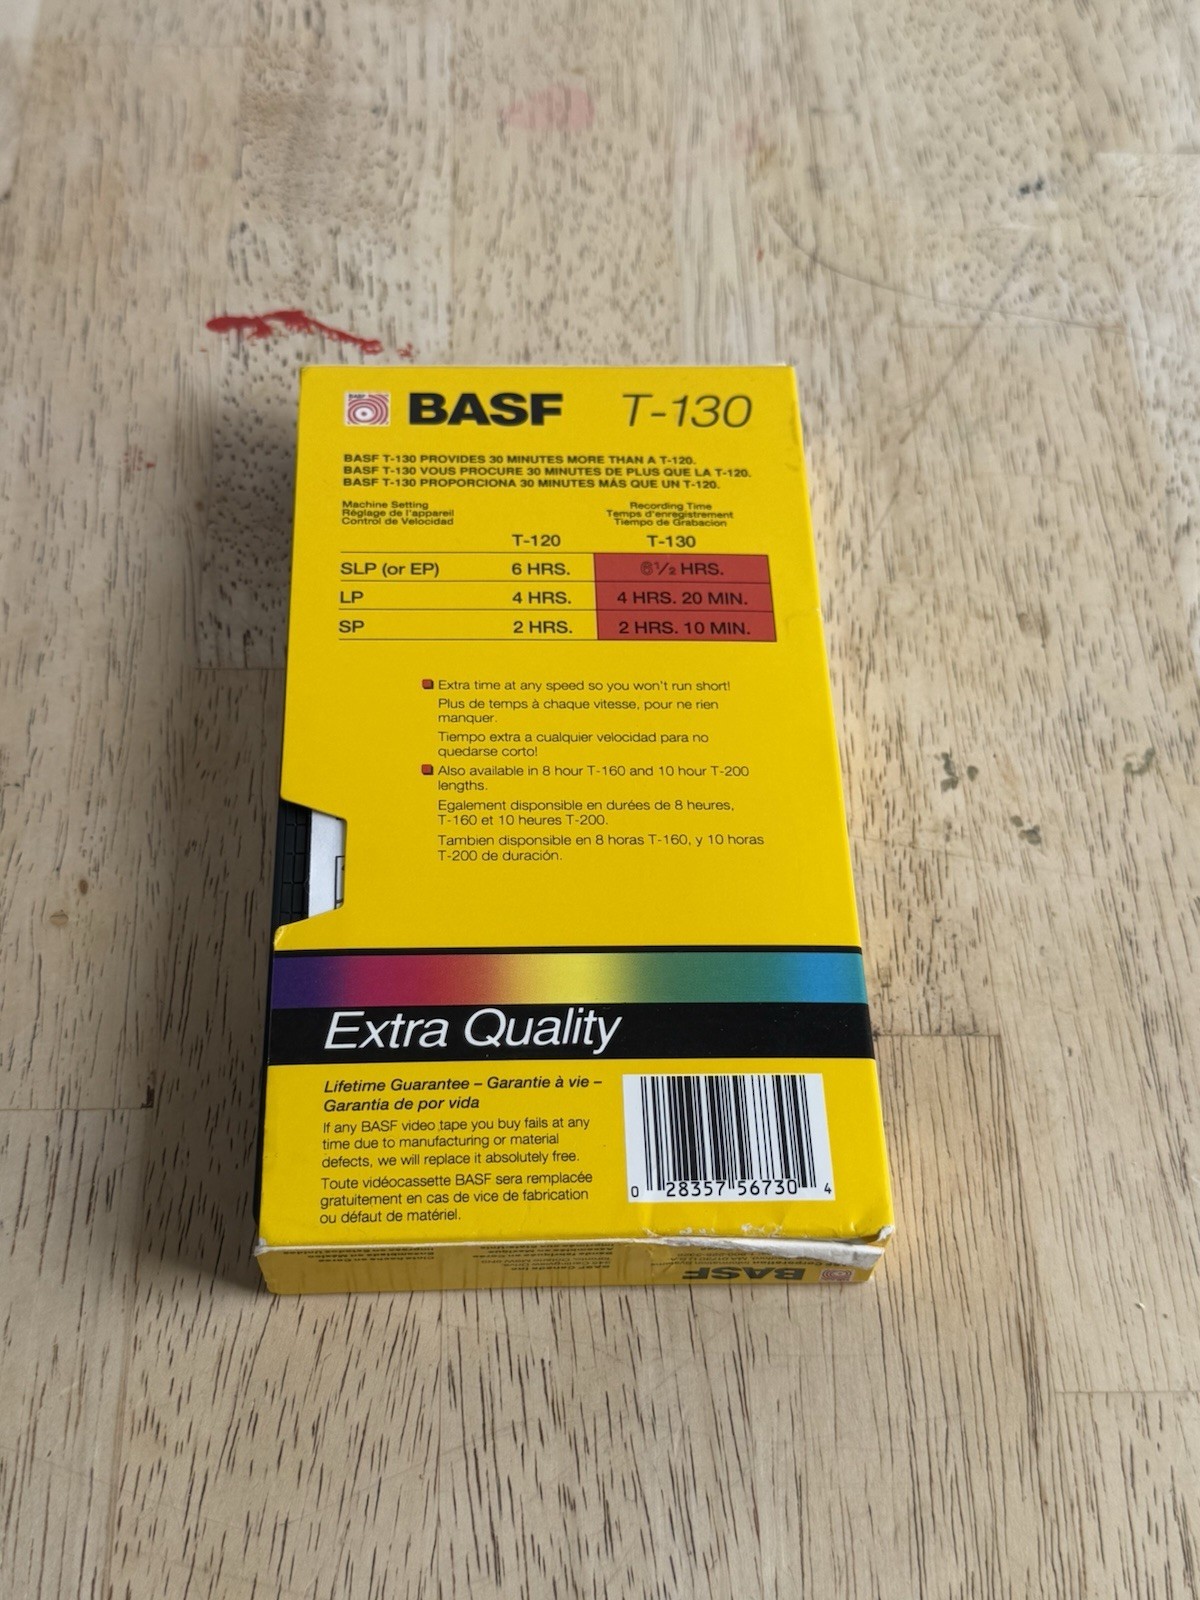 BASF T-130
BASF T-130 PROVIDES 30 MINUTES MORE THAN A T-120.
BASF T-130 VOUS PROCURE 30 MINUTES DE PLUS QUE LA T-120.
BASF T-130 PROPORCIONA 30 MINUTES MÁS QUE UN T-120.
Machine Setting
Réglage de l'appareil
Control de Velocidad
Recording Time
Temps d'enregistrement
Tiempo de Grabacion
T-120 T-130
SLP (or EP) 6 HRS. 6½ HRS.
LP 4 HRS. 4 HRS. 20 MIN.
SP 2 HRS. 2 HRS. 10 MIN.
Extra time at any speed so you won't run short!
Plus de temps à chaque vitesse, pour ne rien
manquer.
Tiempo extra a cualquier velocidad para no
quedarse corto!
Also available in 8 hour T-160 and 10 hour T-200
lengths.
Egalement disponsible en durées de 8 heures,
T-160 et 10 heures T-200.
Tambien disponsible en 8 horas T-160, y 10 horas
T-200 de duración.
Extra Quality
Lifetime Guarantee – Garantie à vie –
Garantia de por vida
If any BASF video tape you buy fails at any
time due to manufacturing or material
defects, we will replace it absolutely free.
Toute vidéocassette BASF sera remplacée
gratuitement en cas de vice de fabrication
ou défaut de matériel.
0 28357 56730 4
BASF
BASF Canada Inc.